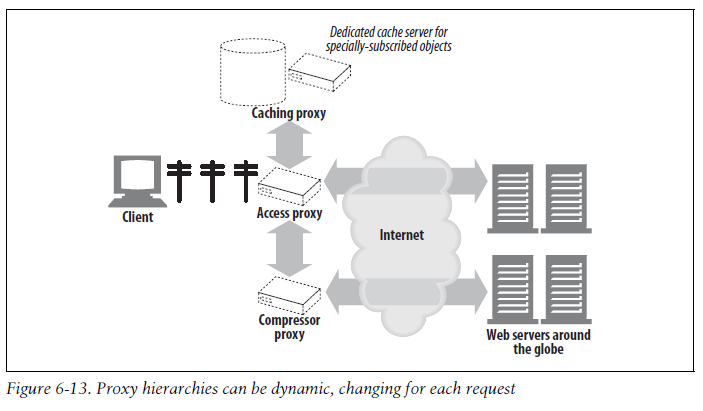 Dedicated cache server for
specially-subscribed objects
Caching proxy
Client
Access proxy
Internet
Compressor
proxy
Web servers around
the globe
Figure 6-13. Proxy hierarchies can be dynamic, changing for each request